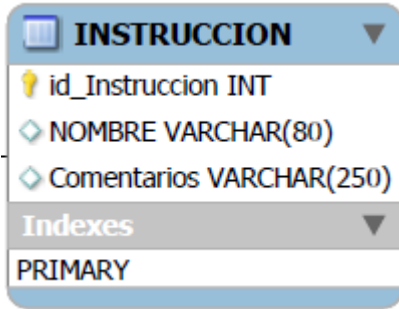 INSTRUCCION
id_Instruccion INT
NOMBRE VARCHAR(80)
Comentarios VARCHAR(250)
Indexes
PRIMARY